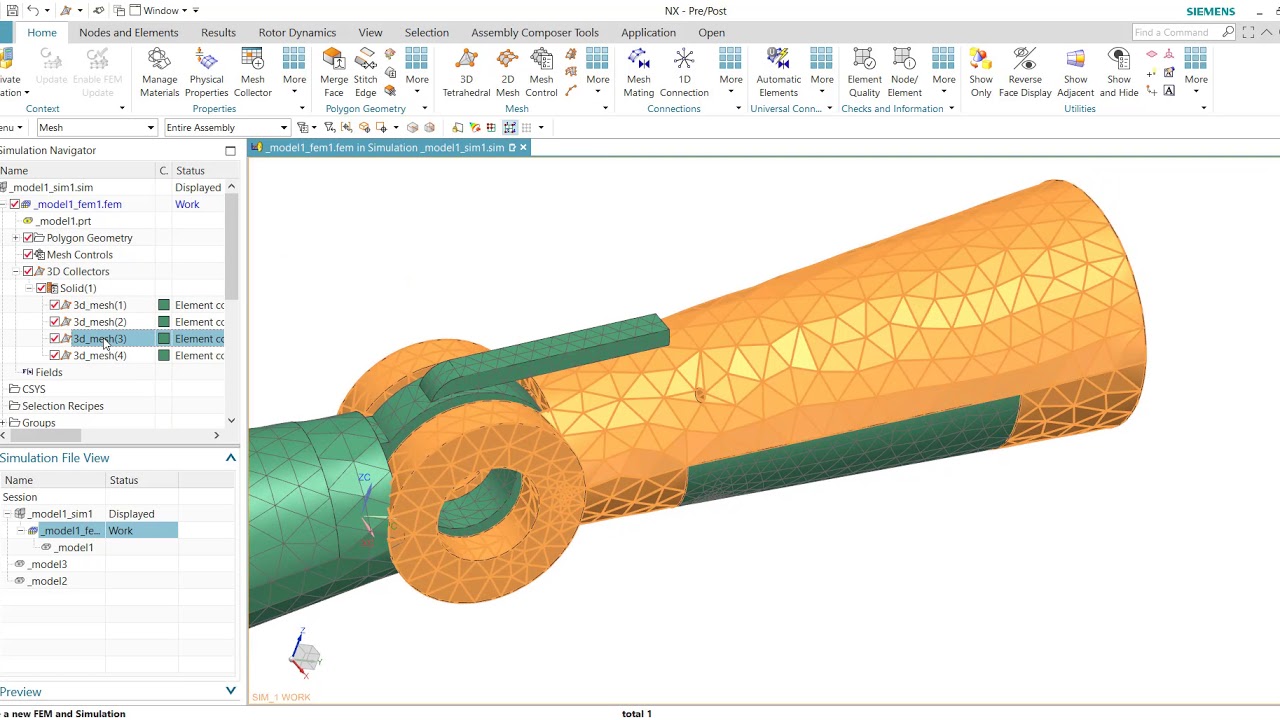 Window
NX - Pre/Post
SIEMENS
Home
Nodes and Elements
Results
Rotor Dynamics
View
Selection
Assembly Composer Tools
Application
Open
Find a Command
ivate
ation
Update
Enable FEM Update
Manage Materials
Physical Properties
Mesh Collector
More
Merge Face
Stitch Edge
More
3D Tetrahedral
2D Mesh
Mesh Control
More
Mesh Mating
1D Connection
More
Automatic Elements
More
Element Quality
Node/ Element
More
Show Only
Reverse Face Display
Show Adjacent
Show and Hide
More
Context
Properties
Polygon Geometry
Mesh
Connections
Universal Conn...
Checks and Information
Utilities
enu
Mesh
Entire Assembly
Simulation Navigator
_model1_fem1.fem in Simulation _model1_sim1.sim
Name C. Status
_model1_sim1.sim Displayed
_model1_fem1.fem Work
_model1.prt
Polygon Geometry
Mesh Controls
3D Collectors
Solid(1)
3d_mesh(1) Element co
3d_mesh(2) Element co
3d_mesh(3) Element co
3d_mesh(4) Element co
Fields
CSYS
Selection Recipes
Groups
Simulation File View
Name Status
Session
_model1_sim1 Displayed
_model1_fe... Work
_model1
_model3
_model2
Preview
ZC
Z
Y
X
SIM_1 WORK
a new FEM and Simulation
total 1